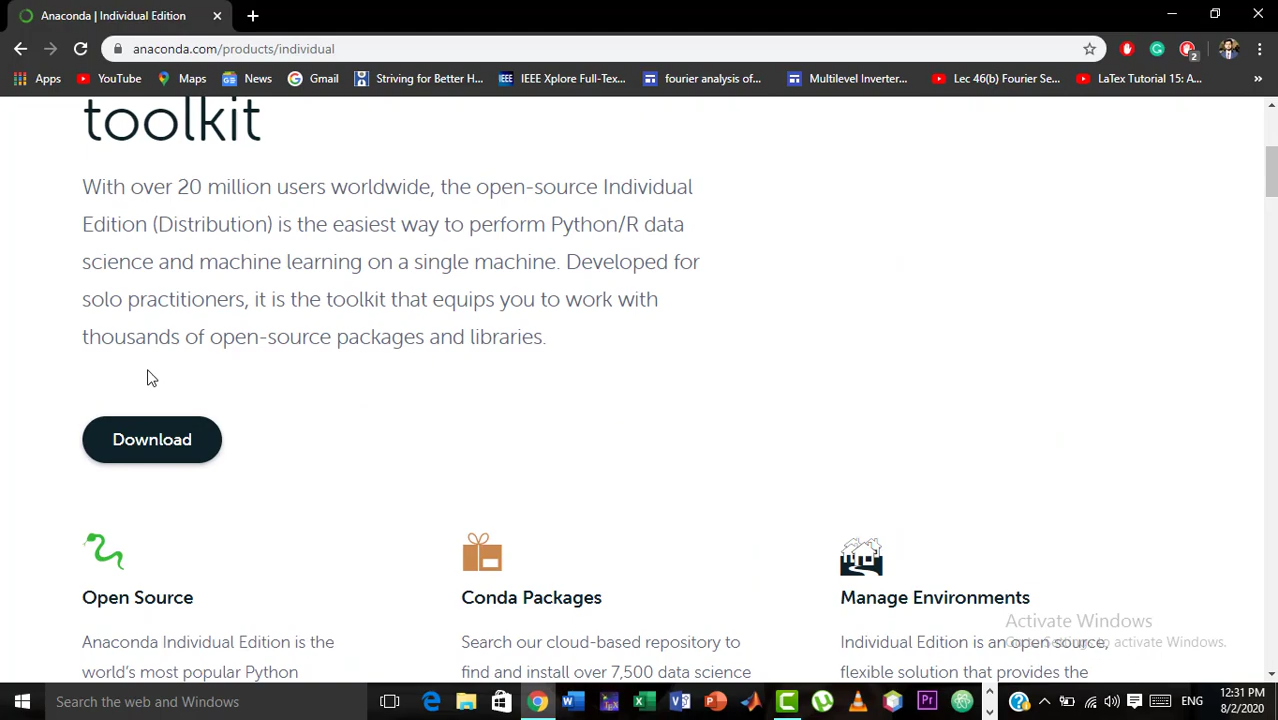 Anaconda | Individual Edition
anaconda.com/products/individual
2
Apps YouTube Maps News Gmail Striving for Better H... IEEE Xplore Full-Tex... fourier analysis of... Multilevel Inverter... Lec 46(b) Fourier Se... LaTex Tutorial 15: A... »
toolkit
With over 20 million users worldwide, the open-source Individual
Edition (Distribution) is the easiest way to perform Python/R data
science and machine learning on a single machine. Developed for
solo practitioners, it is the toolkit that equips you to work with
thousands of open-source packages and libraries.
Download
Open Source
Anaconda Individual Edition is the
world's most popular Python
Conda Packages
Search our cloud-based repository to
find and install over 7,500 data science
Manage Environments
Individual Edition is an open source,
flexible solution that provides the
Activate Windows
Go to Settings to activate Windows.
Search the web and Windows
ENG
12:31 PM
8/2/2020